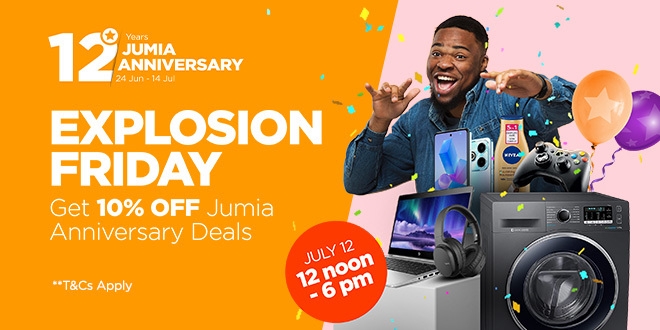 12
Years
JUMIA
ANNIVERSARY
24 Jun - 14 Jul
EXPLOSION
FRIDAY
Get 10% OFF Jumia
Anniversary Deals
**T&Cs Apply
JULY 12
12 noon
- 6 pm
NIVEA